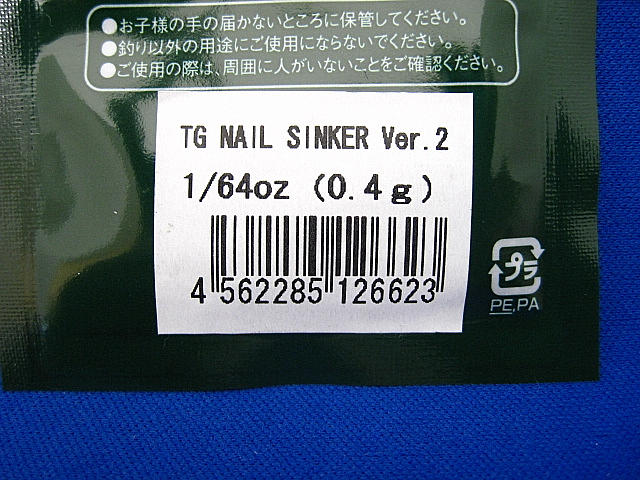 ●お子様の手の届かないところに保管してください。
●釣り以外の用途にご使用にならないでください。
●ご使用の際は、周囲に人がいないことをご確認ください。
TG NAIL SINKER Ver.2
1/64oz (0.4g)
4 562285 126623
プラ
PE,PA